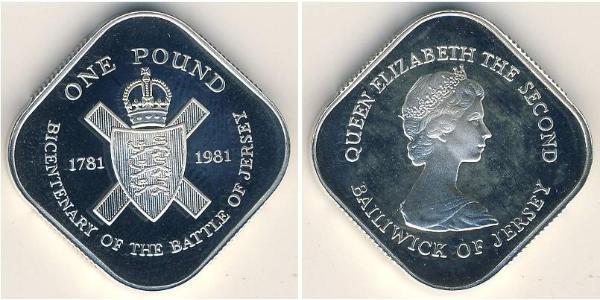 ONE POUND
1781 1981
BICENTENARY OF THE BATTLE OF JERSEY
QUEEN ELIZABETH THE SECOND
BAILIWICK OF JERSEY